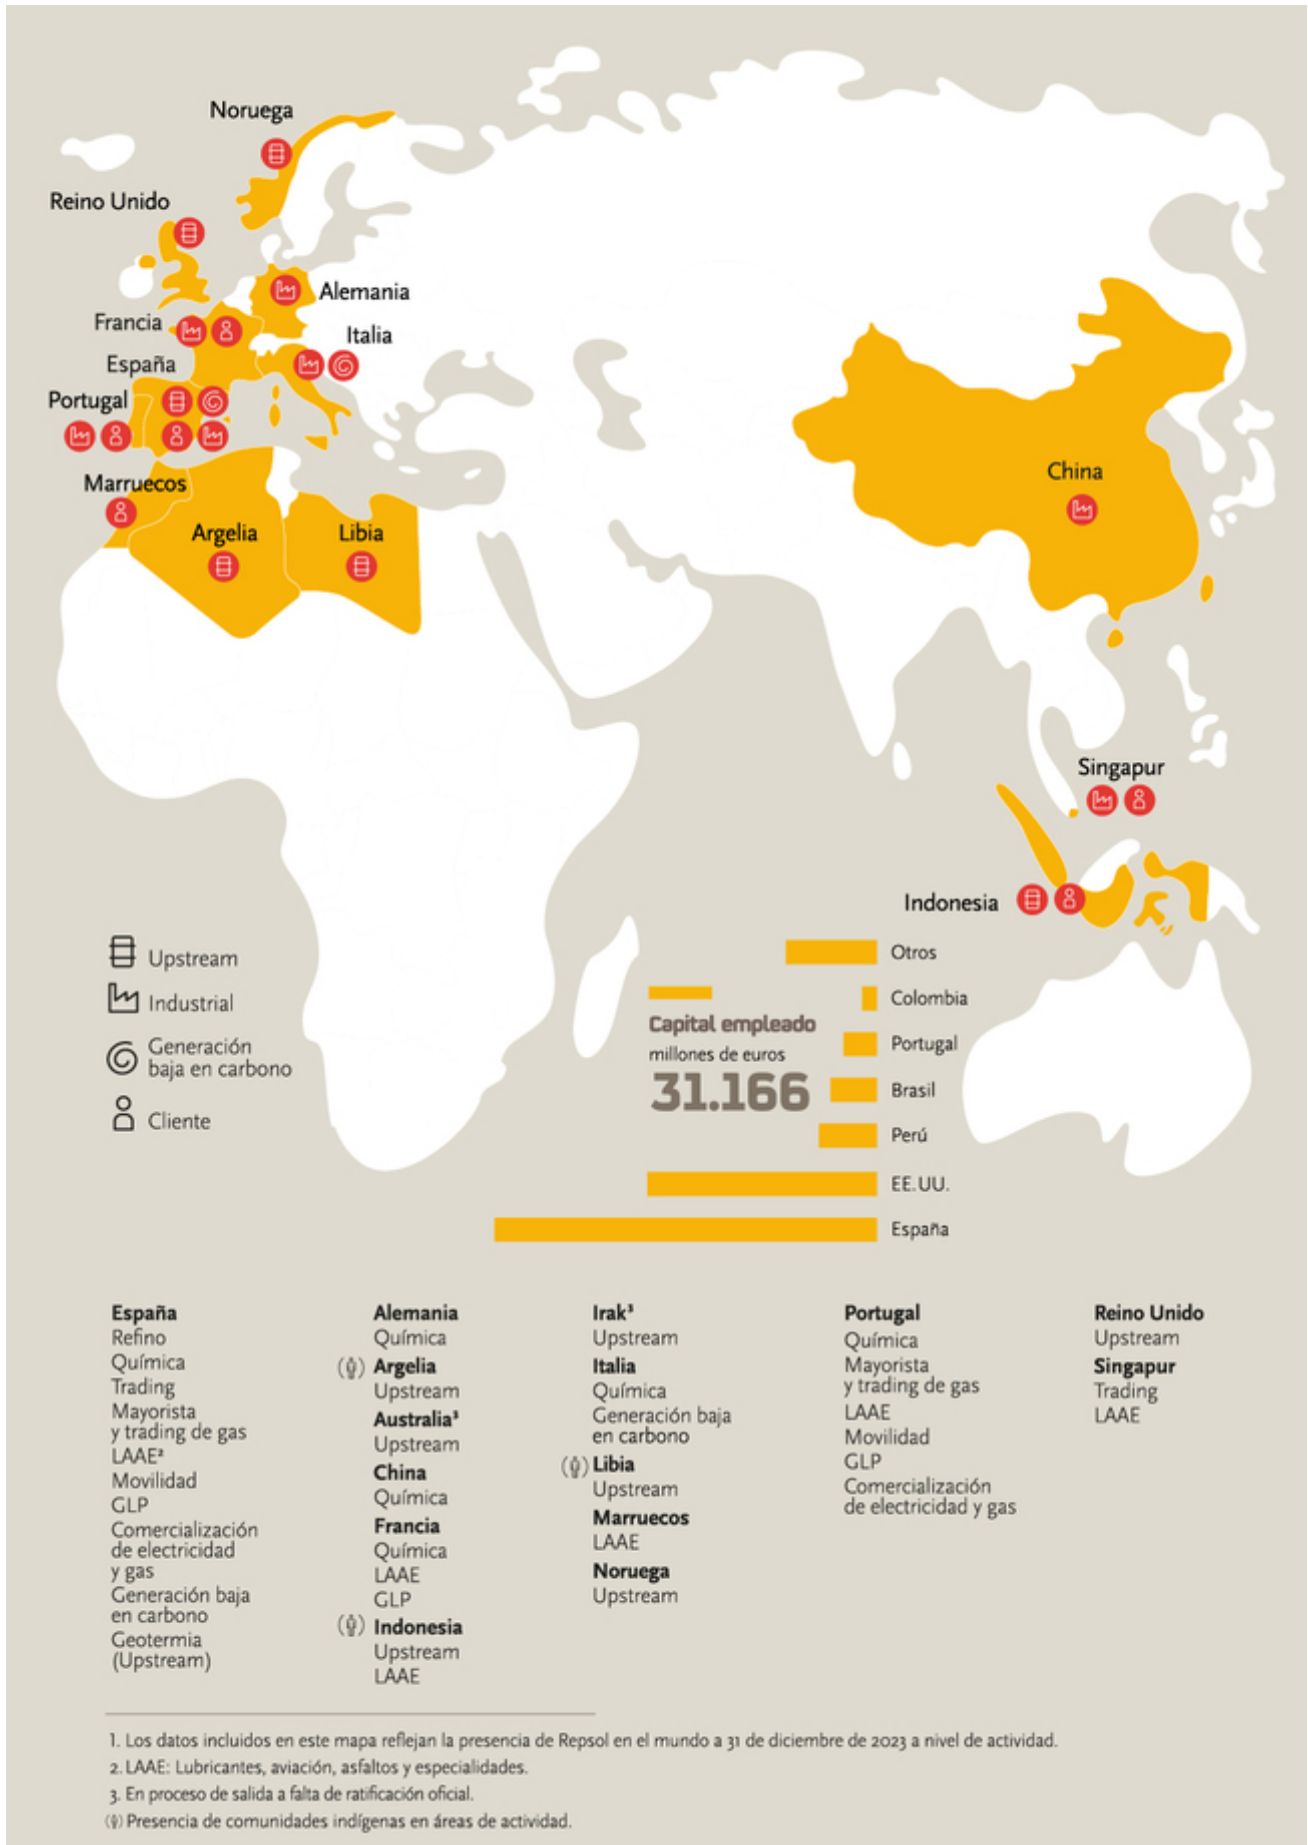 Noruega
Reino Unido
Alemania
Francia
Italia
España
Portugal
Marruecos
Argelia
Libia
China
Singapur
Indonesia
Upstream
Industrial
Generación
baja en carbono
Cliente
Capital empleado
millones de euros
31.166
Otros
Colombia
Portugal
Brasil
Perú
EE.UU.
España
España
Refino
Química
Trading
Mayorista
y trading de gas
LAAE²
Movilidad
GLP
Comercialización
de electricidad
y gas
Generación baja
en carbono
Geotermia
(Upstream)
Alemania
Química
Argelia
Upstream
Australia³
Upstream
China
Química
Francia
Química
LAAE
GLP
Indonesia
Upstream
LAAE
Irak³
Upstream
Italia
Química
Generación baja
en carbono
Libia
Upstream
Marruecos
LAAE
Noruega
Upstream
Portugal
Química
Mayorista
y trading de gas
LAAE
Movilidad
GLP
Comercialización
de electricidad y gas
Reino Unido
Upstream
Singapur
Trading
LAAE
1. Los datos incluidos en este mapa reflejan la presencia de Repsol en el mundo a 31 de diciembre de 2023 a nivel de actividad.
2. LAAE: Lubricantes, aviación, asfaltos y especialidades.
3. En proceso de salida a falta de ratificación oficial.
Presencia de comunidades indígenas en áreas de actividad.